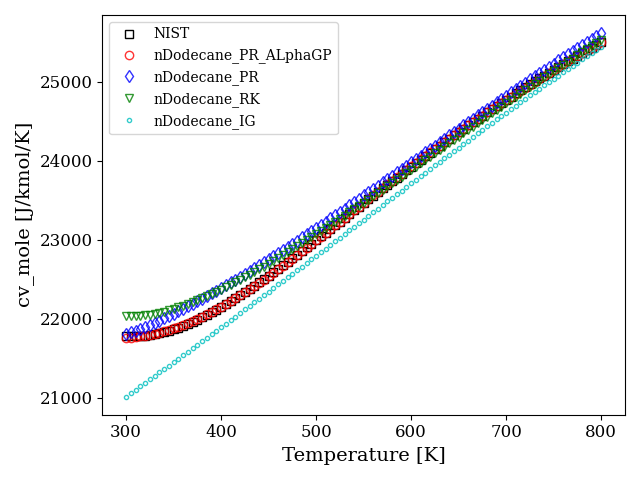 NIST
nDodecane_PR_ALphaGP
nDodecane_PR
nDodecane_RK
nDodecane_IG
25000
24000
23000
22000
21000
cv_mole [J/kmol/K]
300 400 500 600 700 800
Temperature [K]